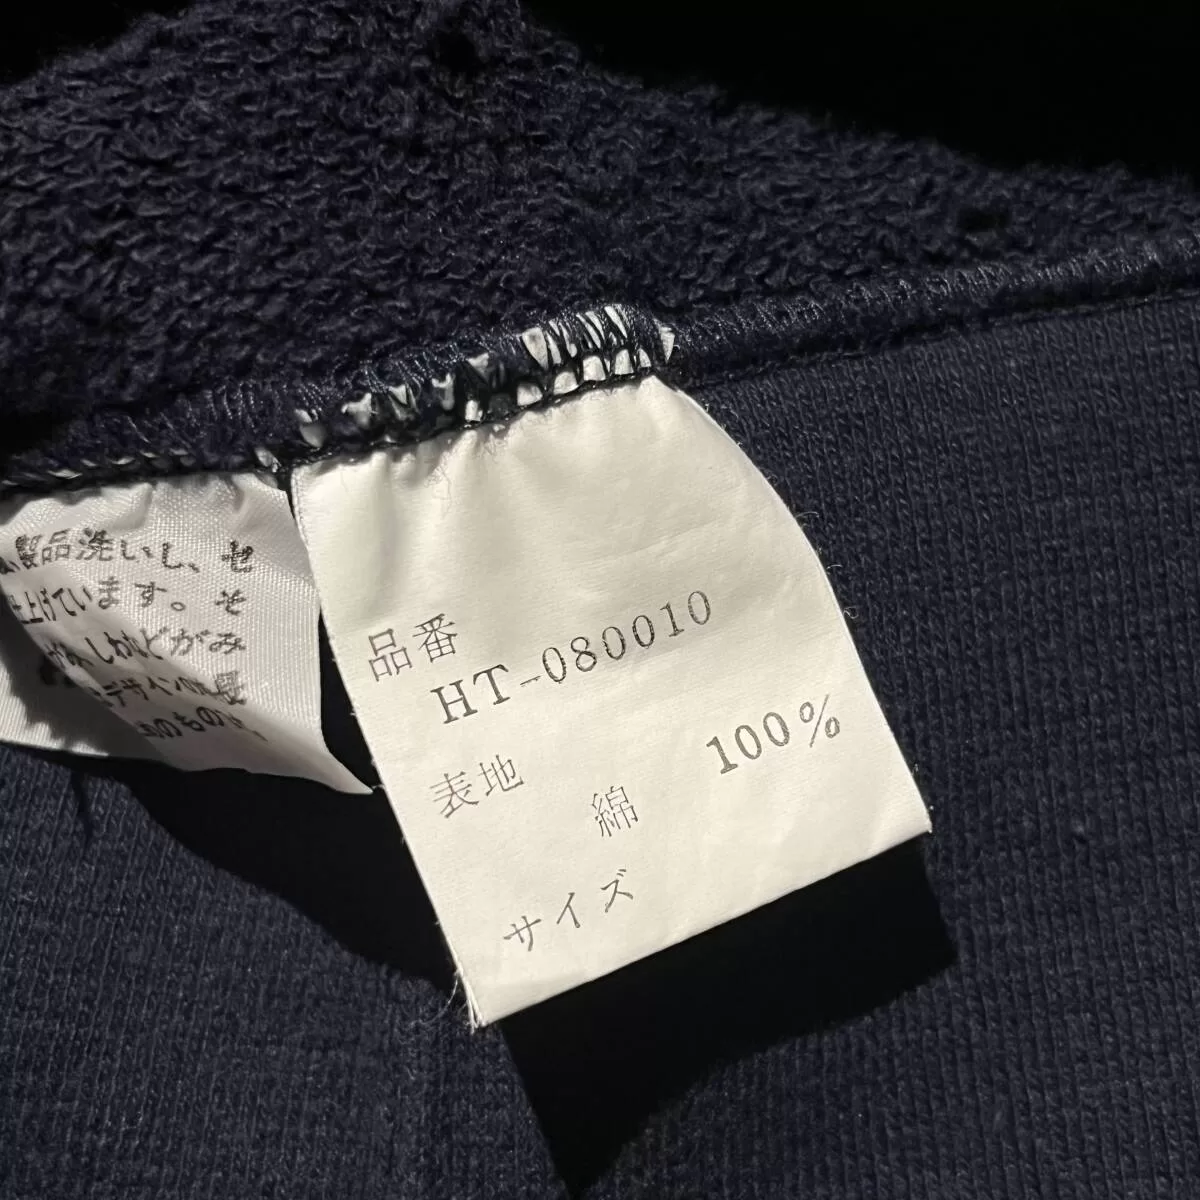 製品洗いし、セ
上げています。そ
しわなどがみ
デザインの
のもので
品番
HT-080010
表地
綿 100%
サイズ